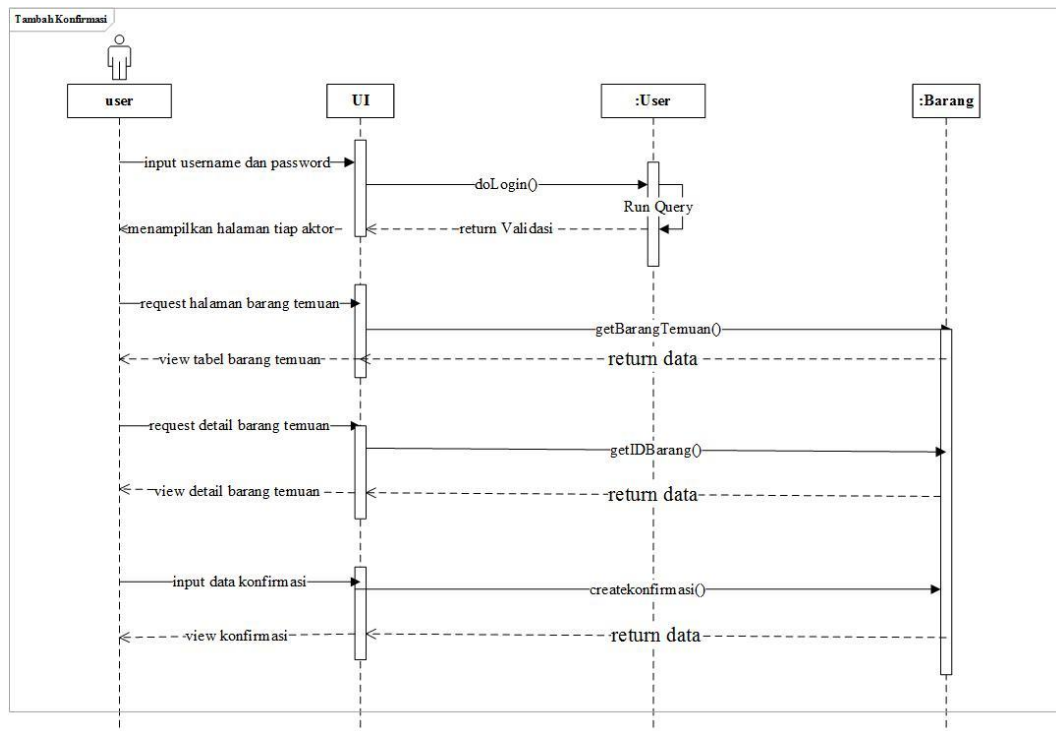 Tambah Konfirmasi
user
UI
:User
:Barang
input username dan password
doLogin()
Run Query
menampilkan halaman tiap aktor
return Validasi
request halaman barang temuan
getBarangTemuan()
view tabel barang temuan
return data
request detail barang temuan
getIDBarang()
view detail barang temuan
return data
input data konfirmasi
createkonfirmasi()
view konfirmasi
return data